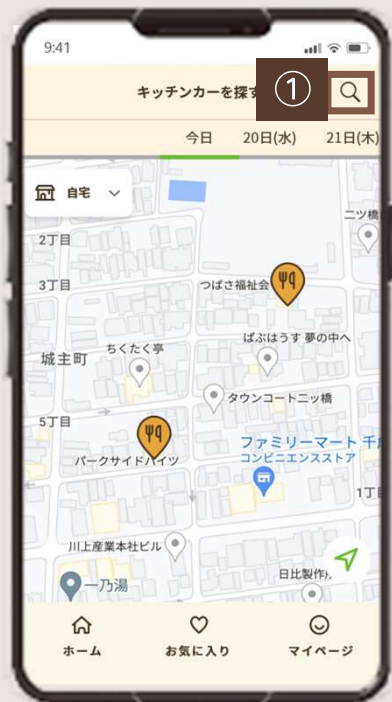 9:41
キッチンカーを探す
①
今日 20日(水) 21日(木)
自宅
二ツ橋
2丁目
3丁目
つばさ福祉会
ぱぶはうす 夢の中へ
ちくたく亭
城主町
タウンコートニッ橋
5丁目
ファミリーマート 千
コンビニエンスストア
パークサイドハイツ
1丁
川上産業本社ビル
日比製作
一乃湯
ホーム お気に入り マイページ